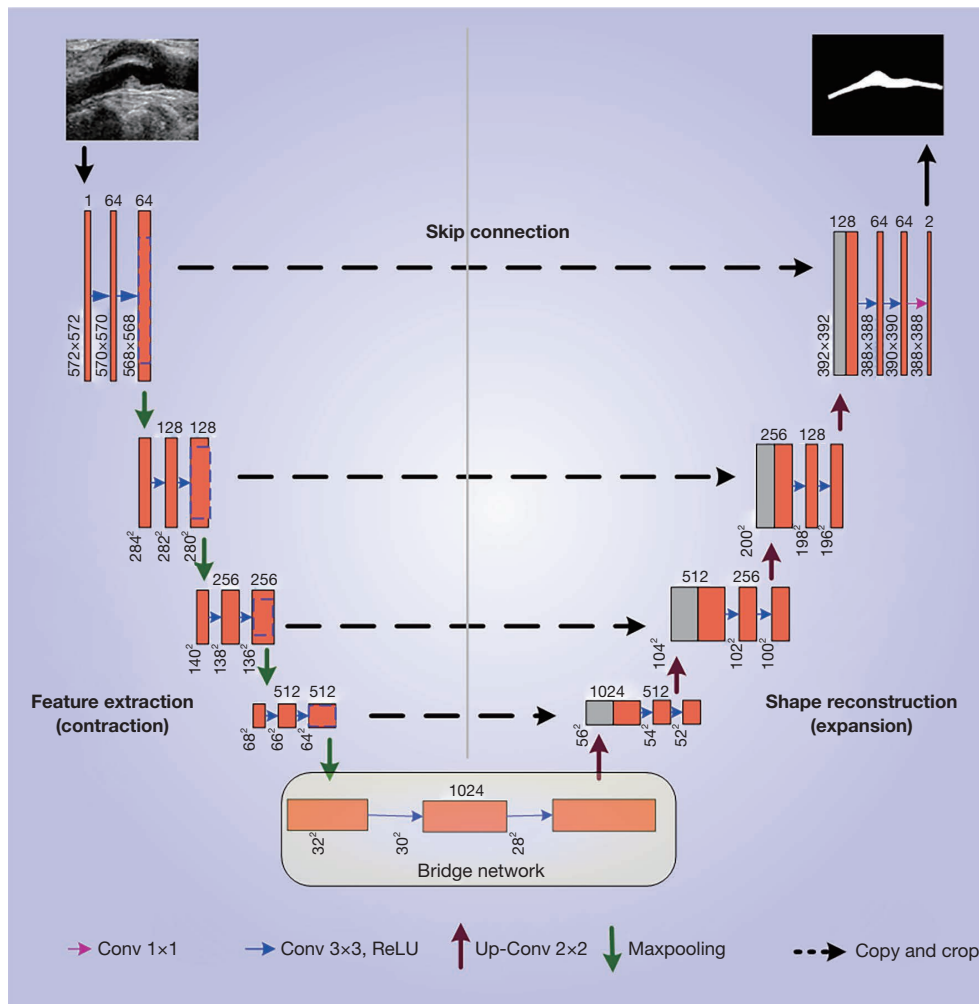 1 64 64
572×572
570×570
568×568
Skip connection
128 64 64 2
392×392
388×388
390×390
388×388
128 128
284²
282²
280²
256 128
200²
198²
196²
256 256
140²
138²
136²
512 256
104²
102²
100²
Feature extraction
(contraction)
512 512
68²
66²
64²
1024 512
56²
54²
52²
Shape reconstruction
(expansion)
1024
32²
30²
28²
Bridge network
Conv 1×1
Conv 3×3, ReLU
Up-Conv 2×2
Maxpooling
Copy and crop